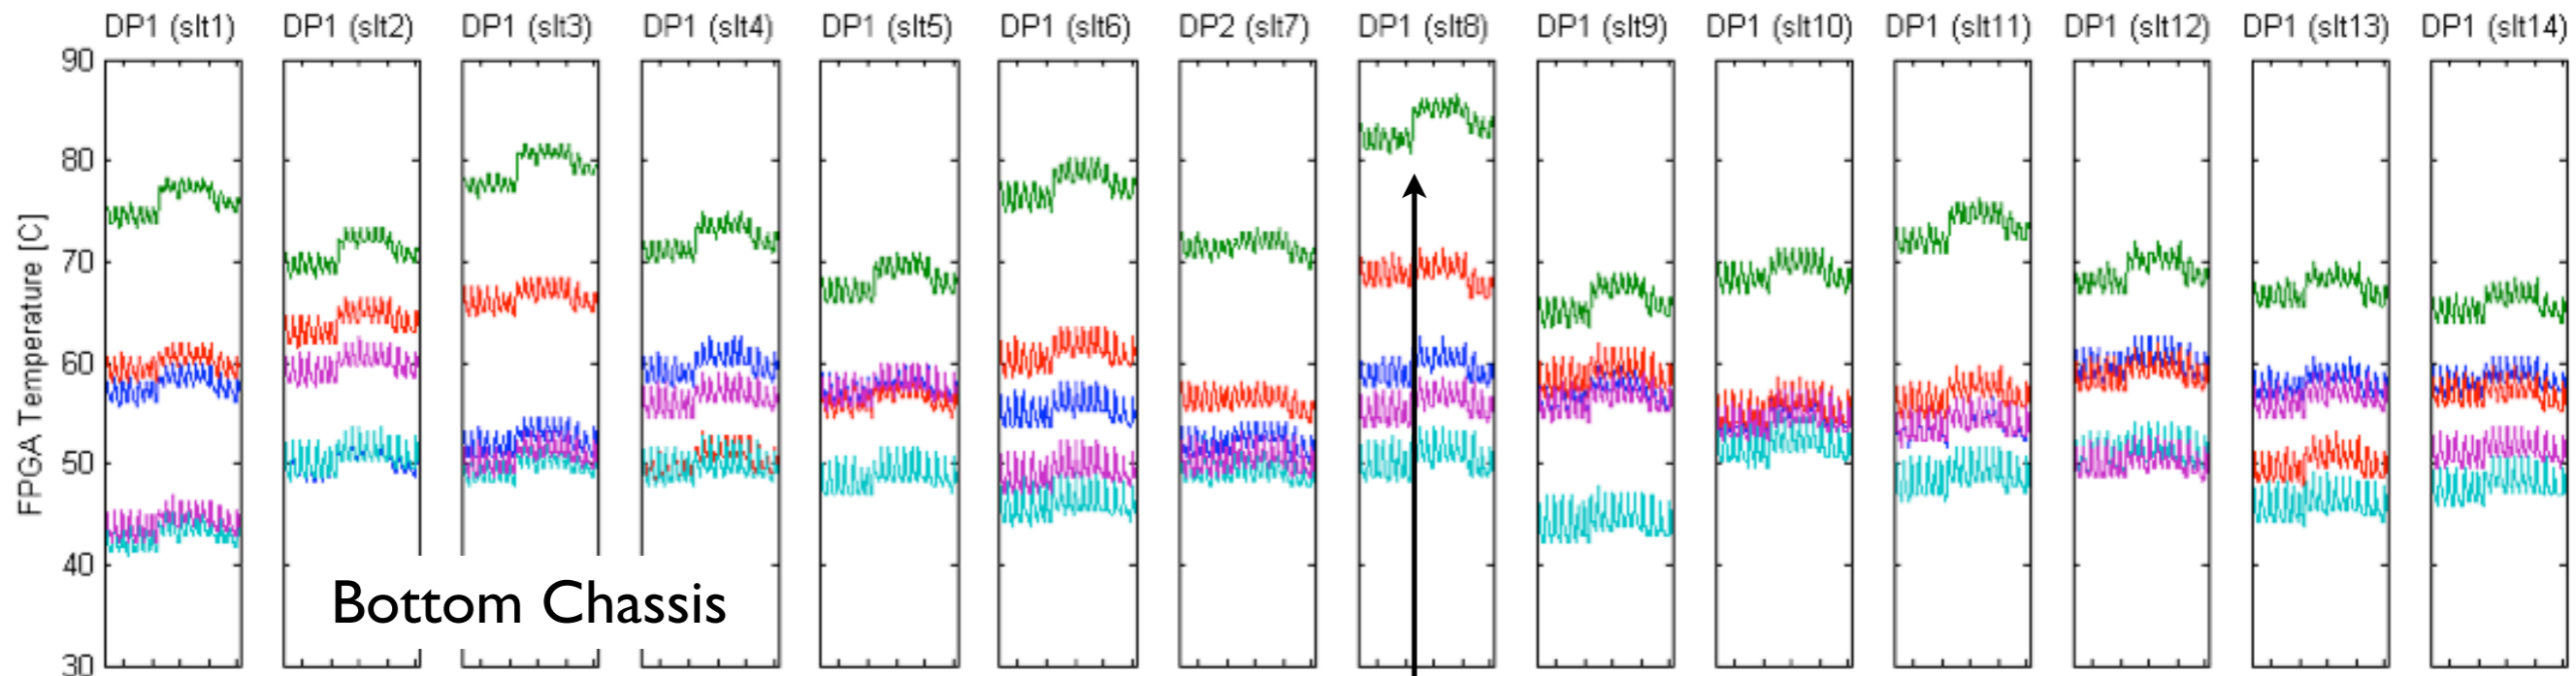 DP1 (slt1) DP1 (slt2) DP1 (slt3) DP1 (slt4) DP1 (slt5) DP1 (slt6) DP2 (slt7) DP1 (slt8) DP1 (slt9) DP1 (slt10) DP1 (slt11) DP1 (slt12) DP1 (slt13) DP1 (slt14)
90
80
70
60
50
40
30
FPGA Temperature [C]
Bottom Chassis